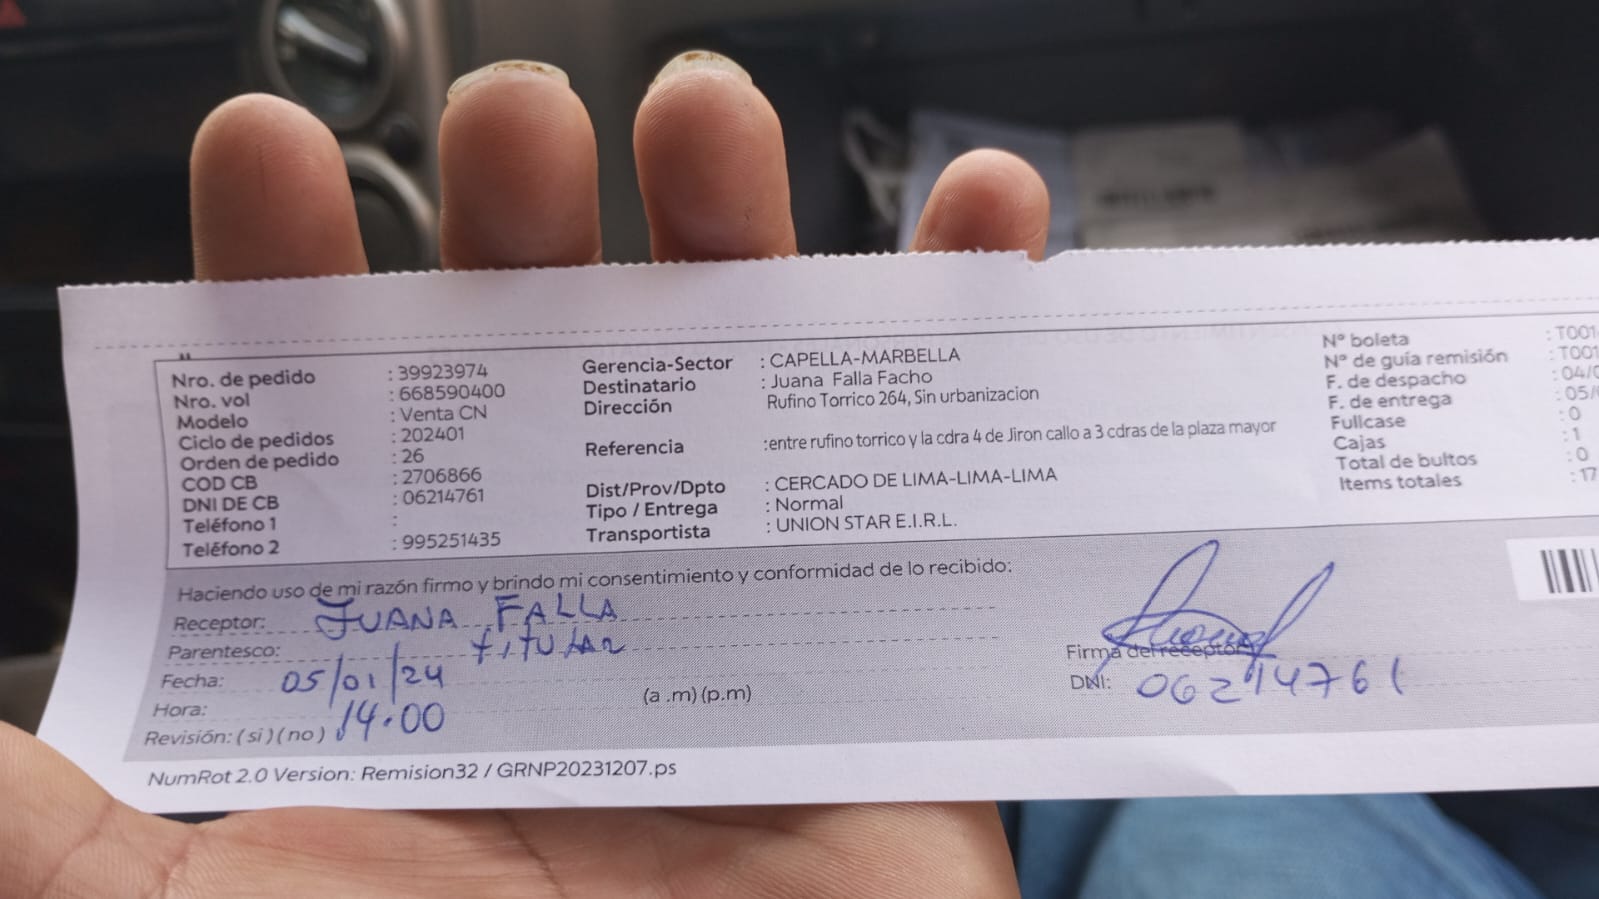 Nro. de pedido : 39923974
Nro. vol : 668590400
Modelo : Venta CN
Ciclo de pedidos : 202401
Orden de pedido : 26
COD CB : 2706866
DNI DE CB : 06214761
Teléfono 1 :
Teléfono 2 : 995251435
Gerencia-Sector : CAPELLA-MARBELLA
Destinatario : Juana Falla Facho
Dirección Rufino Torrico 264, Sin urbanizacion
Referencia :entre rufino torrico y la cdra 4 de Jiron callo a 3 cdras de la plaza mayor
Dist/Prov/Dpto : CERCADO DE LIMA-LIMA-LIMA
Tipo / Entrega : Normal
Transportista : UNION STAR E.I.R.L.
N° boleta : T001
N° de guía remisión : T001
F. de despacho : 04/0
F. de entrega : 05/
Fullcase : 0
Cajas : 1
Total de bultos : 0
Items totales : 17
Haciendo uso de mi razón firmo y brindo mi consentimiento y conformidad de lo recibido:
Receptor: JUANA FALLA
Parentesco: titular
Fecha: 05/01/24
Hora: 14.00 (a .m) (p.m)
Revisión: ( si ) ( no )
Firma del receptor
DNI: 06214761
NumRot 2.0 Version: Remision32 / GRNP20231207.ps